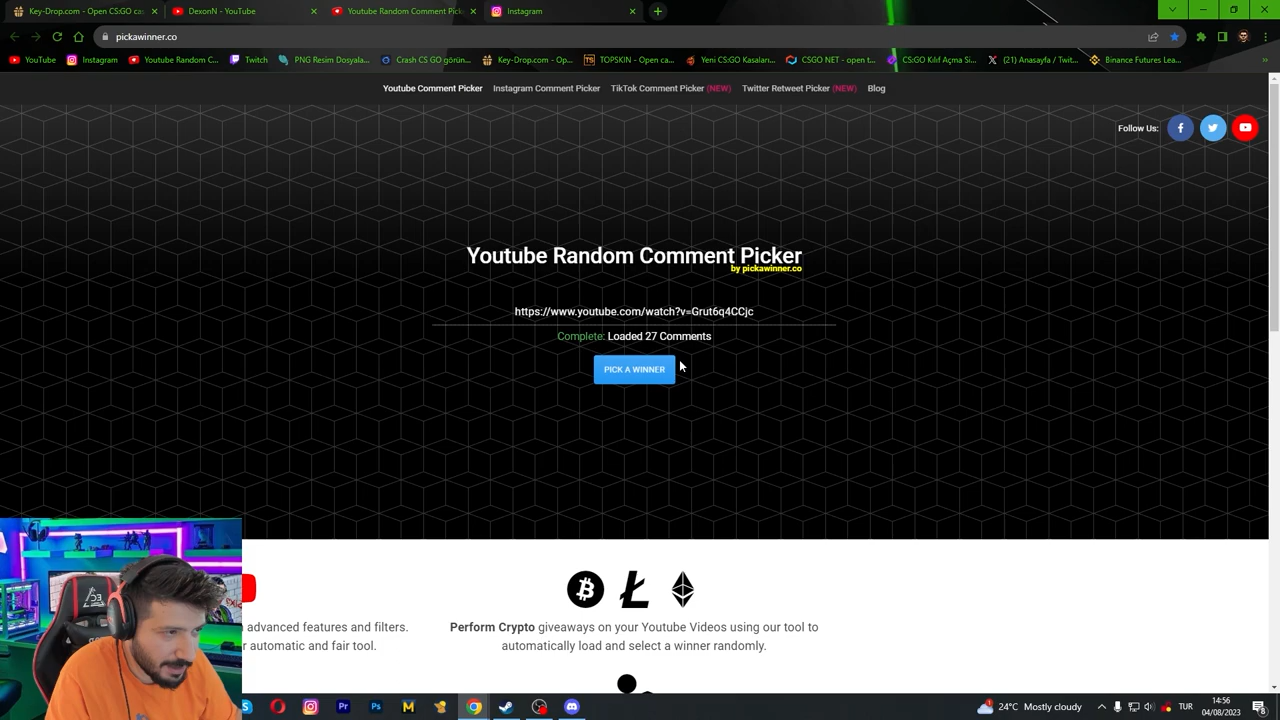 Key-Drop.com - Open CS:GO ca
DexonN - YouTube
Youtube Random Comment Pick
Instagram
pickawinner.co
YouTube
Instagram
Youtube Random C...
Twitch
PNG Resim Dosyala...
Crash CS GO görün...
Key-Drop.com - Op...
TOPSKIN - Open ca...
Yeni CS:GO Kasaları...
CSGO NET - open t...
CS:GO Kılıf Açma Si...
(21) Anasayfa / Twit...
Binance Futures Lea...
Youtube Comment Picker
Instagram Comment Picker
TikTok Comment Picker (NEW)
Twitter Retweet Picker (NEW)
Blog
Follow Us:
Youtube Random Comment Picker
by pickawinner.co
https://www.youtube.com/watch?v=Grut6q4CCjc
Complete: Loaded 27 Comments
PICK A WINNER
advanced features and filters.
r automatic and fair tool.
Perform Crypto giveaways on your Youtube Videos using our tool to
automatically load and select a winner randomly.
24°C Mostly cloudy
TUR
14:56
04/08/2023